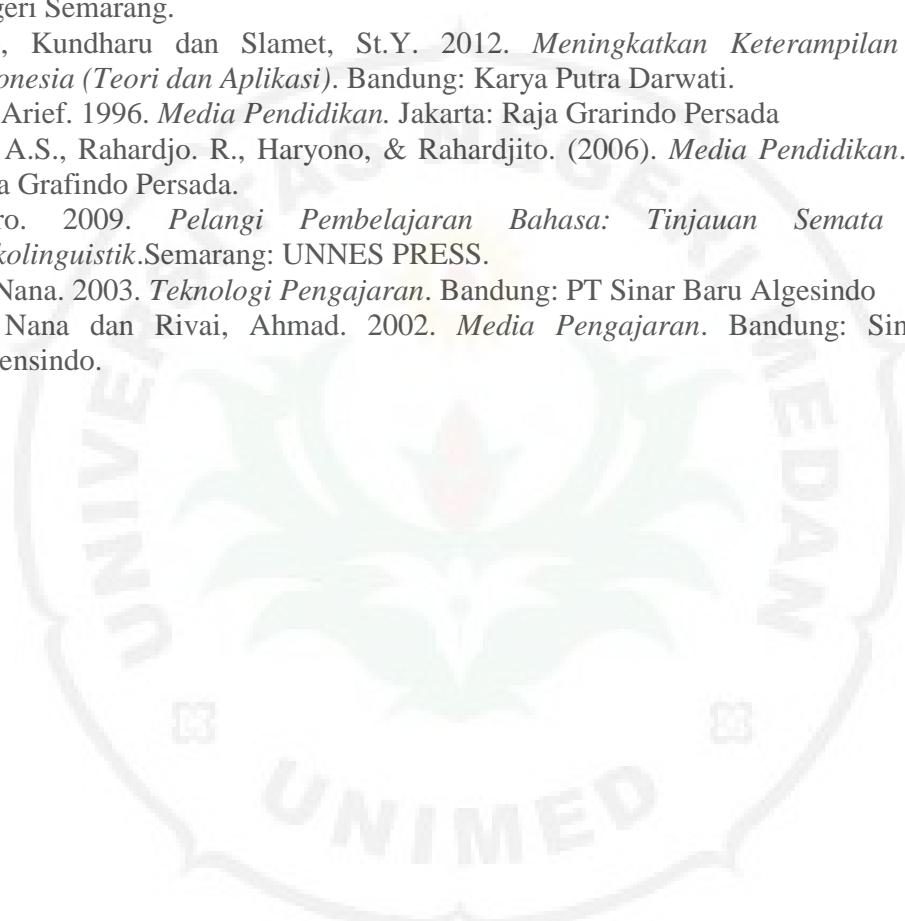 geri Semarang.
, Kundharu dan Slamet, St.Y. 2012. Meningkatkan Keterampilan
onesia (Teori dan Aplikasi). Bandung: Karya Putra Darwati.
Arief. 1996. Media Pendidikan. Jakarta: Raja Grarindo Persada
A.S., Rahardjo. R., Haryono, & Rahardjito. (2006). Media Pendidikan.
a Grafindo Persada.
ro. 2009. Pelangi Pembelajaran Bahasa: Tinjauan Semata
kolinguistik.Semarang: UNNES PRESS.
Nana. 2003. Teknologi Pengajaran. Bandung: PT Sinar Baru Algesindo
Nana dan Rivai, Ahmad. 2002. Media Pengajaran. Bandung: Sin
ensindo.
UNIVERSITAS NEGERI MEDAN
UNIMED